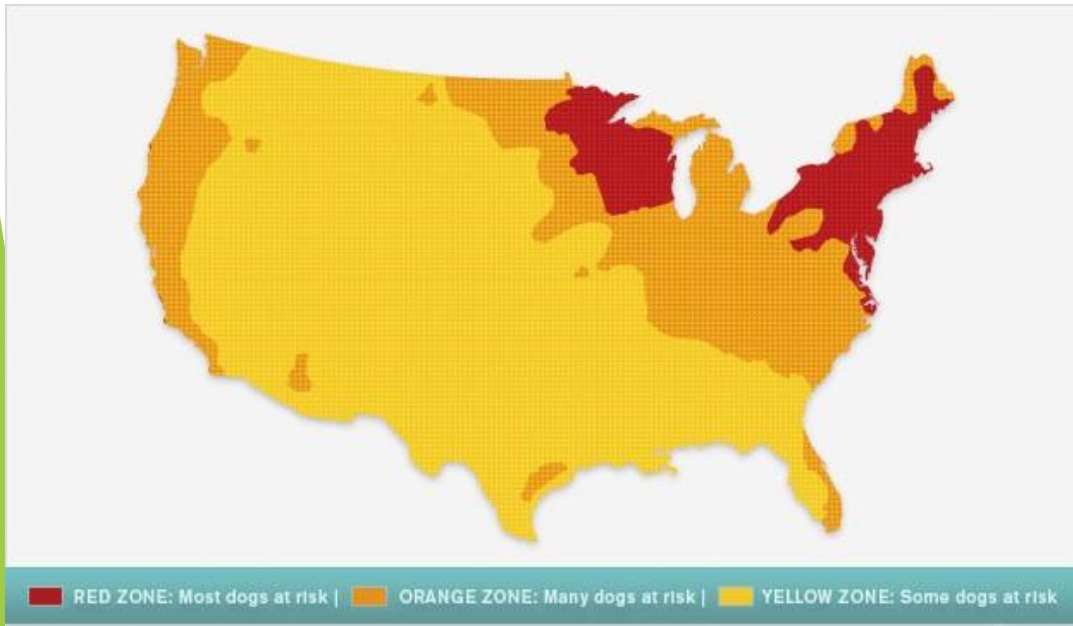 RED ZONE: Most dogs at risk | ORANGE ZONE: Many dogs at risk | YELLOW ZONE: Some dogs at risk